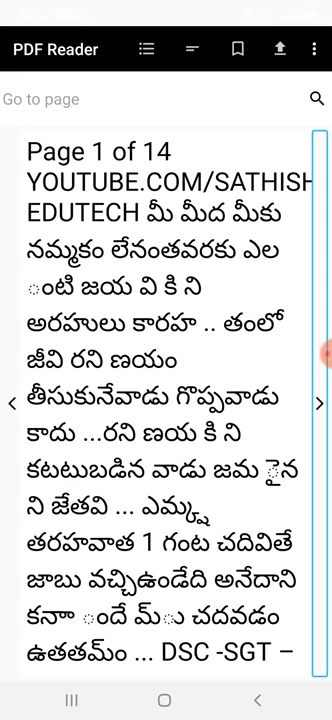 PDF Reader
Go to page
Page 1 of 14
YOUTUBE.COM/SATHISH
EDUTECH మీ మీద మీకు
నమ్మకం లేనంతవరకు ఎల
ంటి జయ వి కి ని
అరహులు కారహ .. తంలో
జీవి రని ణయం
తీసుకునేవాడు గొప్పవాడు
కాదు ...రని ణయ కి ని
కటటుబడిన వాడు జమ ైన
ని జేతవి ... ఎమ్క్ష
తరహవాత 1 గంట చదివితే
జాబు వచ్చిఉండేది అనేదాని
కనాా ందే మ్ు చదవడం
ఉతతమ్ం ... DSC -SGT –